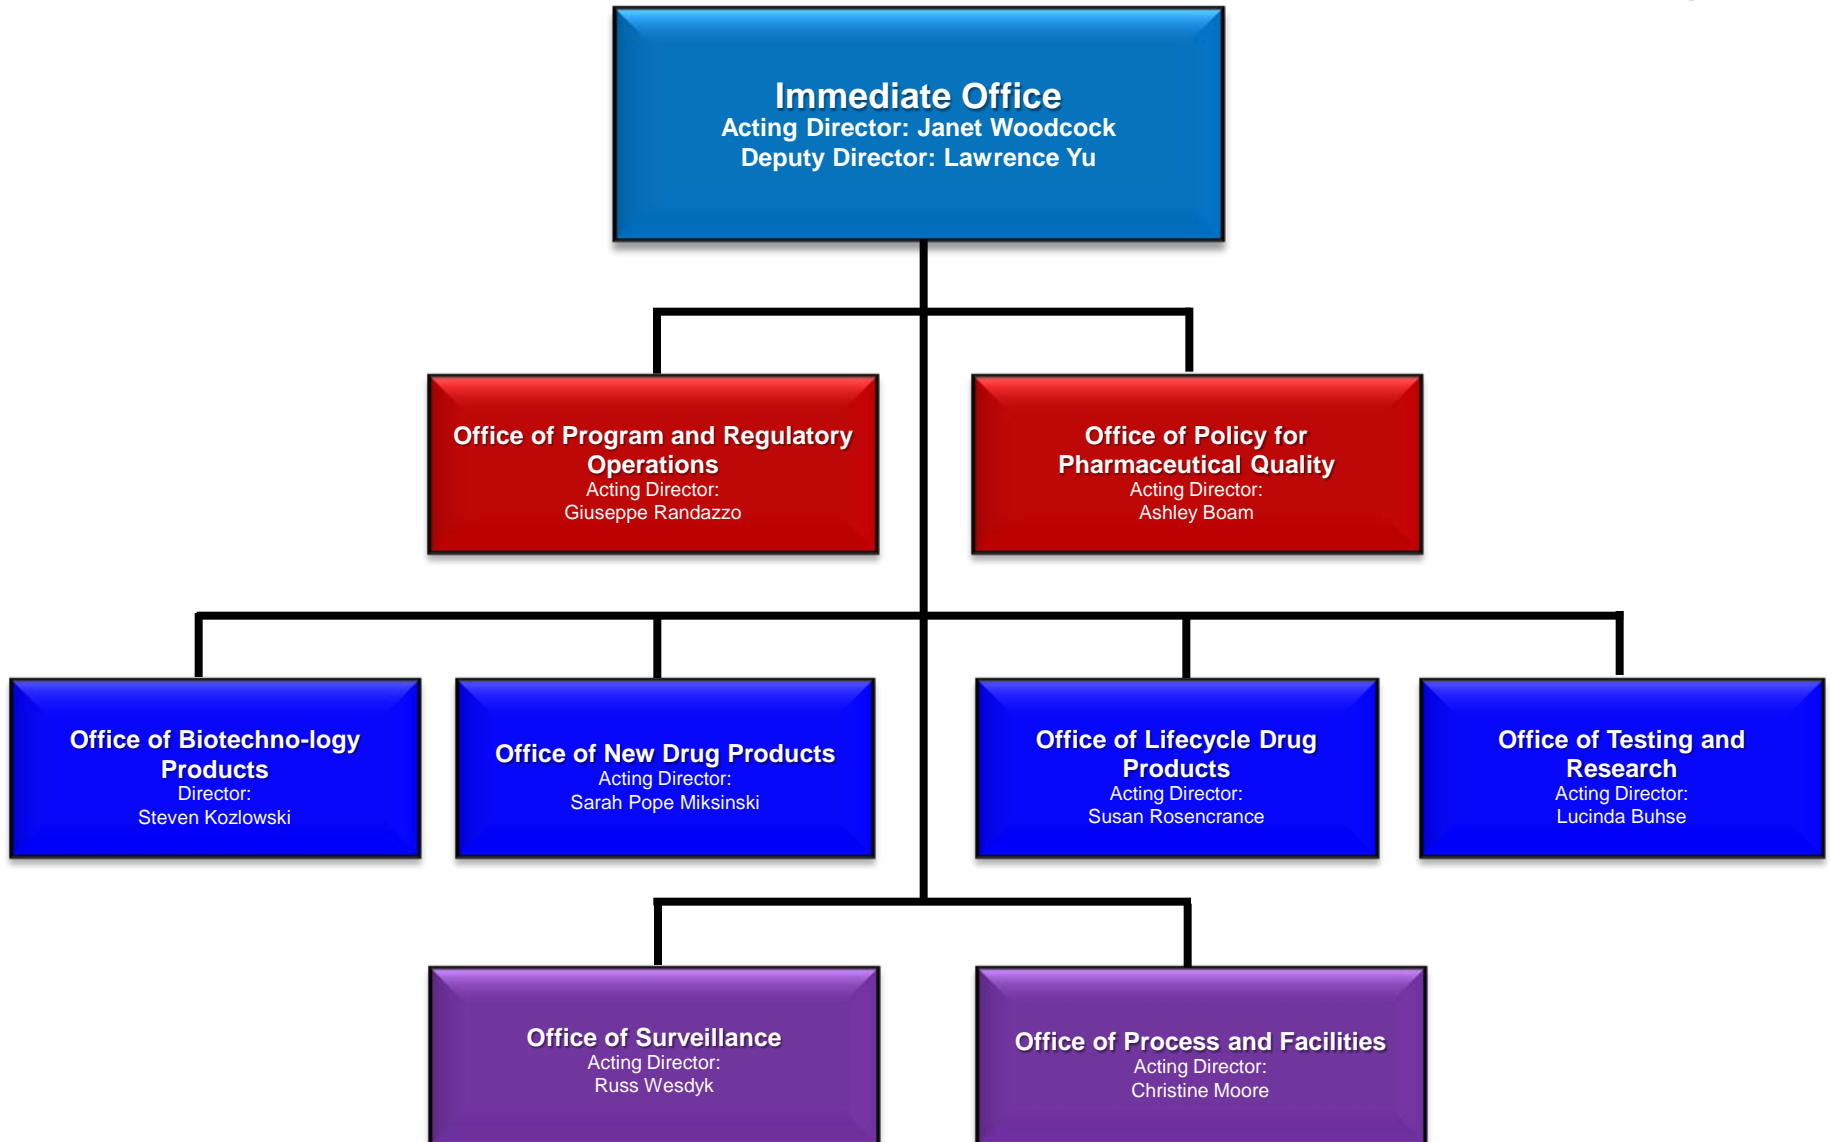 Immediate Office
Acting Director: Janet Woodcock
Deputy Director: Lawrence Yu
Office of Program and Regulatory
Operations
Acting Director:
Giuseppe Randazzo
Office of Policy for
Pharmaceutical Quality
Acting Director:
Ashley Boam
Office of Biotechno-logy
Products
Director:
Steven Kozlowski
Office of New Drug Products
Acting Director:
Sarah Pope Miksinski
Office of Lifecycle Drug
Products
Acting Director:
Susan Rosencrance
Office of Testing and
Research
Acting Director:
Lucinda Buhse
Office of Surveillance
Acting Director:
Russ Wesdyk
Office of Process and Facilities
Acting Director:
Christine Moore